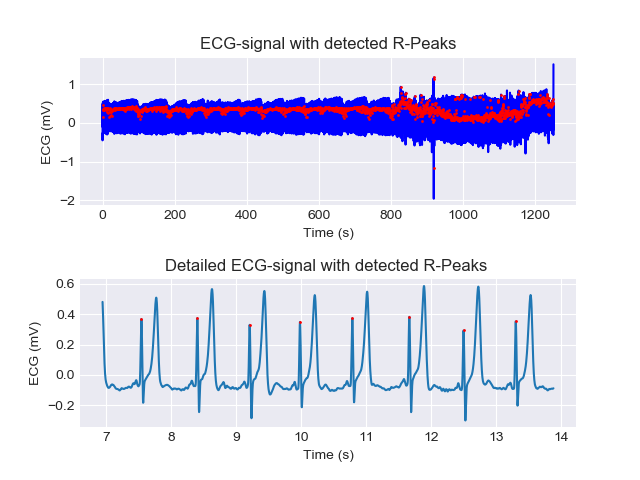 ECG-signal with detected R-Peaks
1
0
−1
−2
ECG (mV)
0 200 400 600 800 1000 1200
Time (s)
Detailed ECG-signal with detected R-Peaks
0.6
0.4
0.2
0.0
−0.2
ECG (mV)
7 8 9 10 11 12 13 14
Time (s)